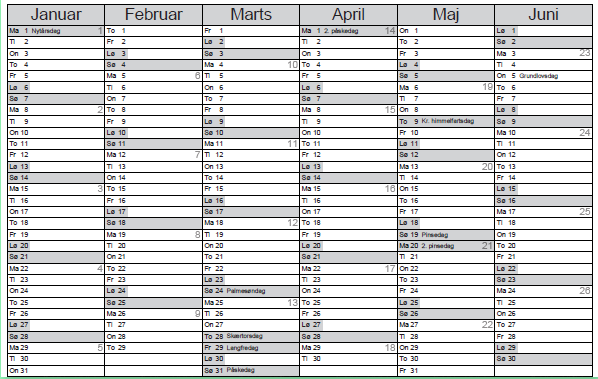 Januar
Ma 1 Nytårsdag 1
Ti 2
On 3
To 4
Fr 5
Lø 6
Sø 7
Ma 8 2
Ti 9
On 10
To 11
Fr 12
Lø 13
Sø 14
Ma 15 3
Ti 16
On 17
To 18
Fr 19
Lø 20
Sø 21
Ma 22 4
Ti 23
On 24
To 25
Fr 26
Lø 27
Sø 28
Ma 29 5
Ti 30
On 31
Februar
To 1
Fr 2
Lø 3
Sø 4
Ma 5 6
Ti 6
On 7
To 8
Fr 9
Lø 10
Sø 11
Ma 12 7
Ti 13
On 14
To 15
Fr 16
Lø 17
Sø 18
Ma 19 8
Ti 20
On 21
To 22
Fr 23
Lø 24
Sø 25
Ma 26 9
Ti 27
On 28
To 29
Marts
Fr 1
Lø 2
Sø 3
Ma 4 10
Ti 5
On 6
To 7
Fr 8
Lø 9
Sø 10
Ma 11 11
Ti 12
On 13
To 14
Fr 15
Lø 16
Sø 17
Ma 18 12
Ti 19
On 20
To 21
Fr 22
Lø 23
Sø 24 Palmesøndag
Ma 25 13
Ti 26
On 27
To 28 Skærtorsdag
Fr 29 Langfredag
Lø 30
Sø 31 Påskedag
April
Ma 1 2. påskedag 14
Ti 2
On 3
To 4
Fr 5
Lø 6
Sø 7
Ma 8 15
Ti 9
On 10
To 11
Fr 12
Lø 13
Sø 14
Ma 15 16
Ti 16
On 17
To 18
Fr 19
Lø 20
Sø 21
Ma 22 17
Ti 23
On 24
To 25
Fr 26
Lø 27
Sø 28
Ma 29 18
Ti 30
Maj
On 1
To 2
Fr 3
Lø 4
Sø 5
Ma 6 19
Ti 7
On 8
To 9 Kr. himmelfartsdag
Fr 10
Lø 11
Sø 12
Ma 13 20
Ti 14
On 15
To 16
Fr 17
Lø 18
Sø 19 Pinsedag
Ma 20 2. pinsedag 21
Ti 21
On 22
To 23
Fr 24
Lø 25
Sø 26
Ma 27 22
Ti 28
On 29
To 30
Fr 31
Juni
Lø 1
Sø 2
Ma 3 23
Ti 4
On 5 Grundlovsdag
To 6
Fr 7
Lø 8
Sø 9
Ma 10 24
Ti 11
On 12
To 13
Fr 14
Lø 15
Sø 16
Ma 17 25
Ti 18
On 19
To 20
Fr 21
Lø 22
Sø 23
Ma 24 26
Ti 25
On 26
To 27
Fr 28
Lø 29
Sø 30